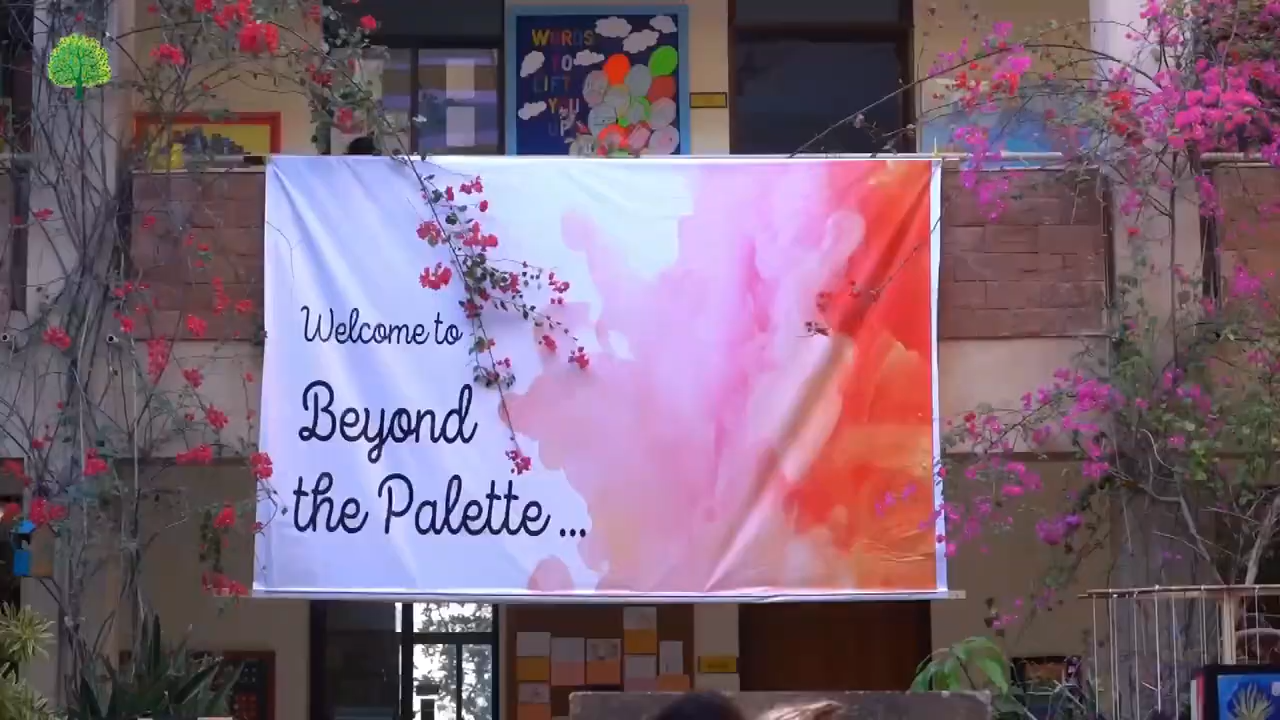 WORDS
TO
LIFT
YOU
UP
Welcome to
Beyond
the Palette ...